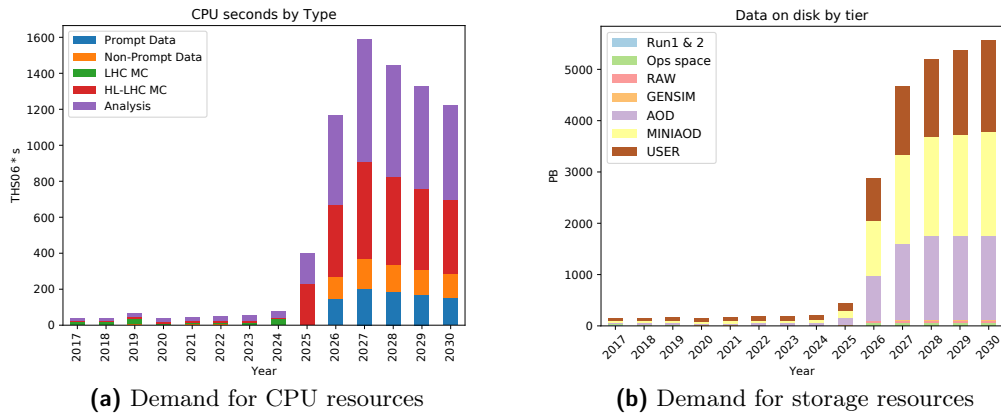 CPU seconds by Type
THS06 * s
1600
1400
1200
1000
800
600
400
200
0
Prompt Data
Non-Prompt Data
LHC MC
HL-LHC MC
Analysis
2017 2018 2019 2020 2021 2022 2023 2024 2025 2026 2027 2028 2029 2030
Year
(a) Demand for CPU resources
Data on disk by tier
PB
5000
4000
3000
2000
1000
0
Run1 & 2
Ops space
RAW
GENSIM
AOD
MINIAOD
USER
2017 2018 2019 2020 2021 2022 2023 2024 2025 2026 2027 2028 2029 2030
Year
(b) Demand for storage resources